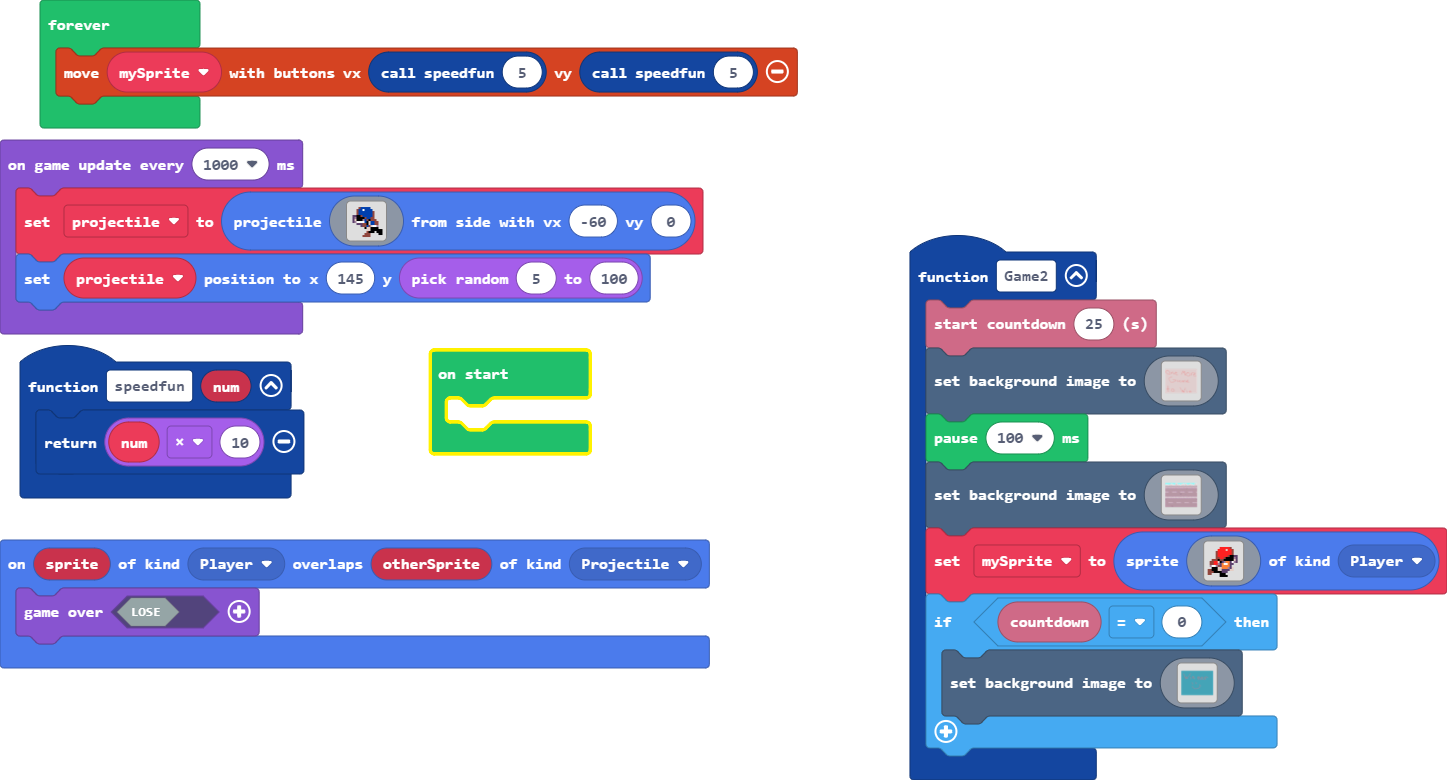 forever
move mySprite with buttons vx call speedfun 5 vy call speedfun 5
on game update every 1000 ms
set projectile to projectile from side with vx -60 vy 0
set projectile position to x 145 y pick random 5 to 100
function speedfun num
return num × 10
on start
on sprite of kind Player overlaps otherSprite of kind Projectile
game over LOSE
function Game2
start countdown 25 (s)
set background image to
pause 100 ms
set background image to
set mySprite to sprite of kind Player
if countdown = 0 then
set background image to